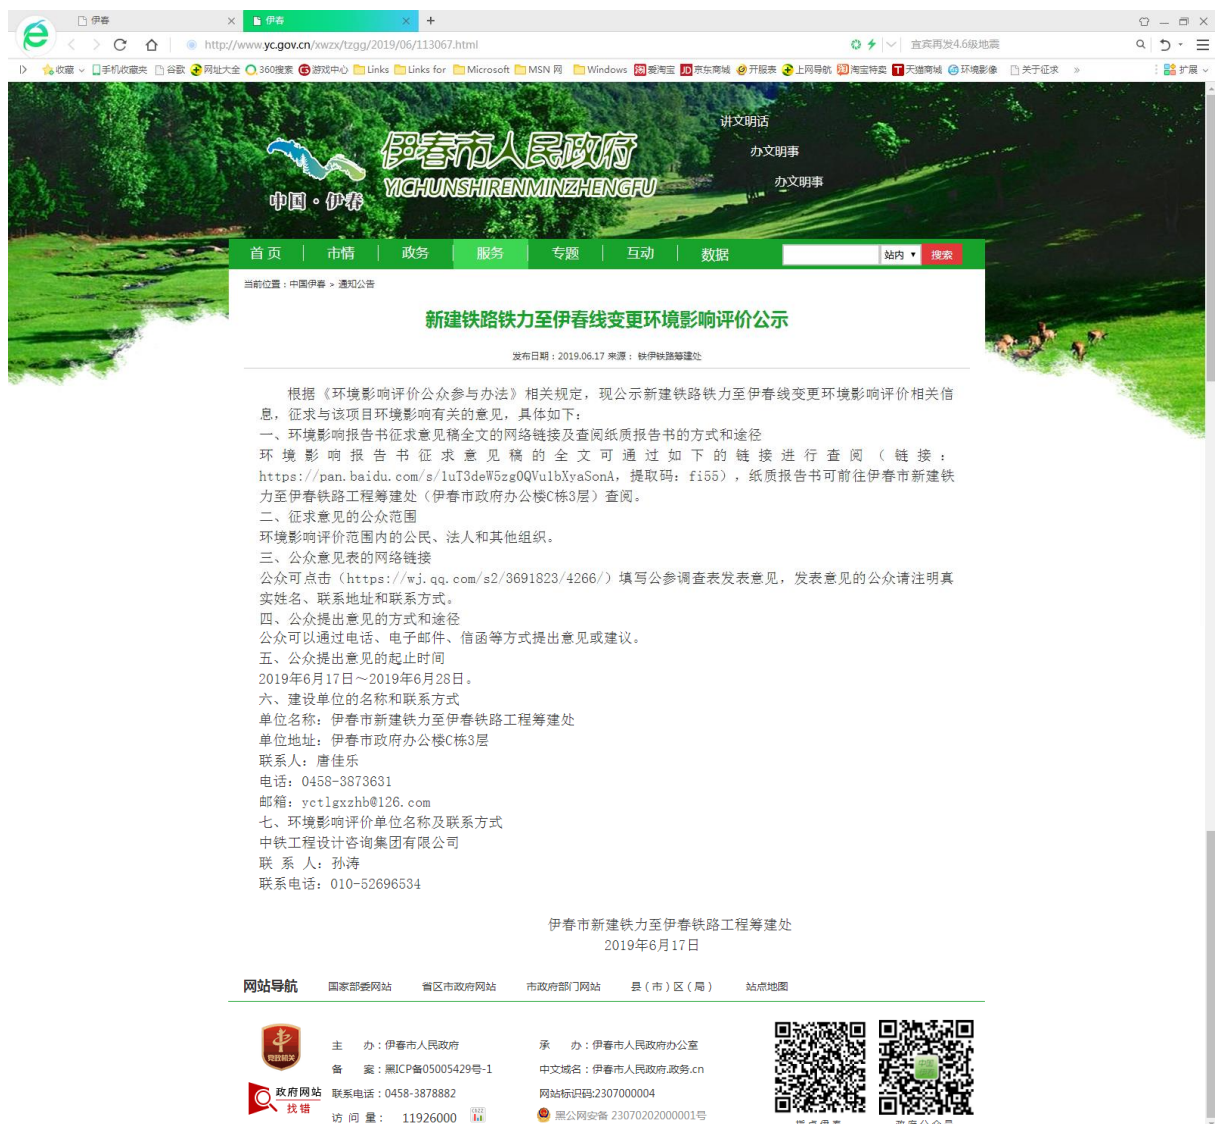 伊春
伊春
http://www.yc.gov.cn/xwzx/tzgg/2019/06/113067.html
宜宾再发4.6级地震
收藏 手机收藏夹 谷歌 网址大全 360搜索 游戏中心 Links Links for Microsoft MSN 网 Windows 爱淘宝 京东商城 开服表 上网导航 淘宝特卖 天猫商城 环境影像 关于征求 » 扩展
讲文明话
办文明事
办文明事
中国·伊春
伊春市人民政府
YICHUNSHIRENMINZHENGFU
首页 市情 政务 服务 专题 互动 数据 站内 搜索
当前位置：中国伊春 > 通知公告
新建铁路铁力至伊春线变更环境影响评价公示
发布日期：2019.06.17 来源： 铁伊铁路筹建处
根据《环境影响评价公众参与办法》相关规定，现公示新建铁路铁力至伊春线变更环境影响评价相关信
息，征求与该项目环境影响有关的意见，具体如下：
一、环境影响报告书征求意见稿全文的网络链接及查阅纸质报告书的方式和途径
环境影响报告书征求意见稿的全文可通过如下的链接进行查阅（链接：
https://pan.baidu.com/s/1uT3deW5zg0QVulbXyaSonA，提取码：fi55），纸质报告书可前往伊春市新建铁
力至伊春铁路工程筹建处（伊春市政府办公楼C栋3层）查阅。
二、征求意见的公众范围
环境影响评价范围内的公民、法人和其他组织。
三、公众意见表的网络链接
公众可点击（https://wj.qq.com/s2/3691823/4266/）填写公参调查表发表意见，发表意见的公众请注明真
实姓名、联系地址和联系方式。
四、公众提出意见的方式和途径
公众可以通过电话、电子邮件、信函等方式提出意见或建议。
五、公众提出意见的起止时间
2019年6月17日～2019年6月28日。
六、建设单位的名称和联系方式
单位名称：伊春市新建铁力至伊春铁路工程筹建处
单位地址：伊春市政府办公楼C栋3层
联系人：唐佳乐
电话：0458-3873631
邮箱：yctlgxzhb@126.com
七、环境影响评价单位名称及联系方式
中铁工程设计咨询集团有限公司
联 系 人：孙涛
联系电话：010-52696534
伊春市新建铁力至伊春铁路工程筹建处
2019年6月17日
网站导航 国家部委网站 省区市政府网站 市政府部门网站 县（市）区（局） 站点地图
党政机关
主 办：伊春市人民政府 承 办：伊春市人民政府办公室
备 案：黑ICP备05005429号-1 中文域名：伊春市人民政府.政务.cn
政府网站 找错
联系电话：0458-3878882 网站标识码:2307000004
访 问 量： 11926000 黑公网安备 23070202000001号